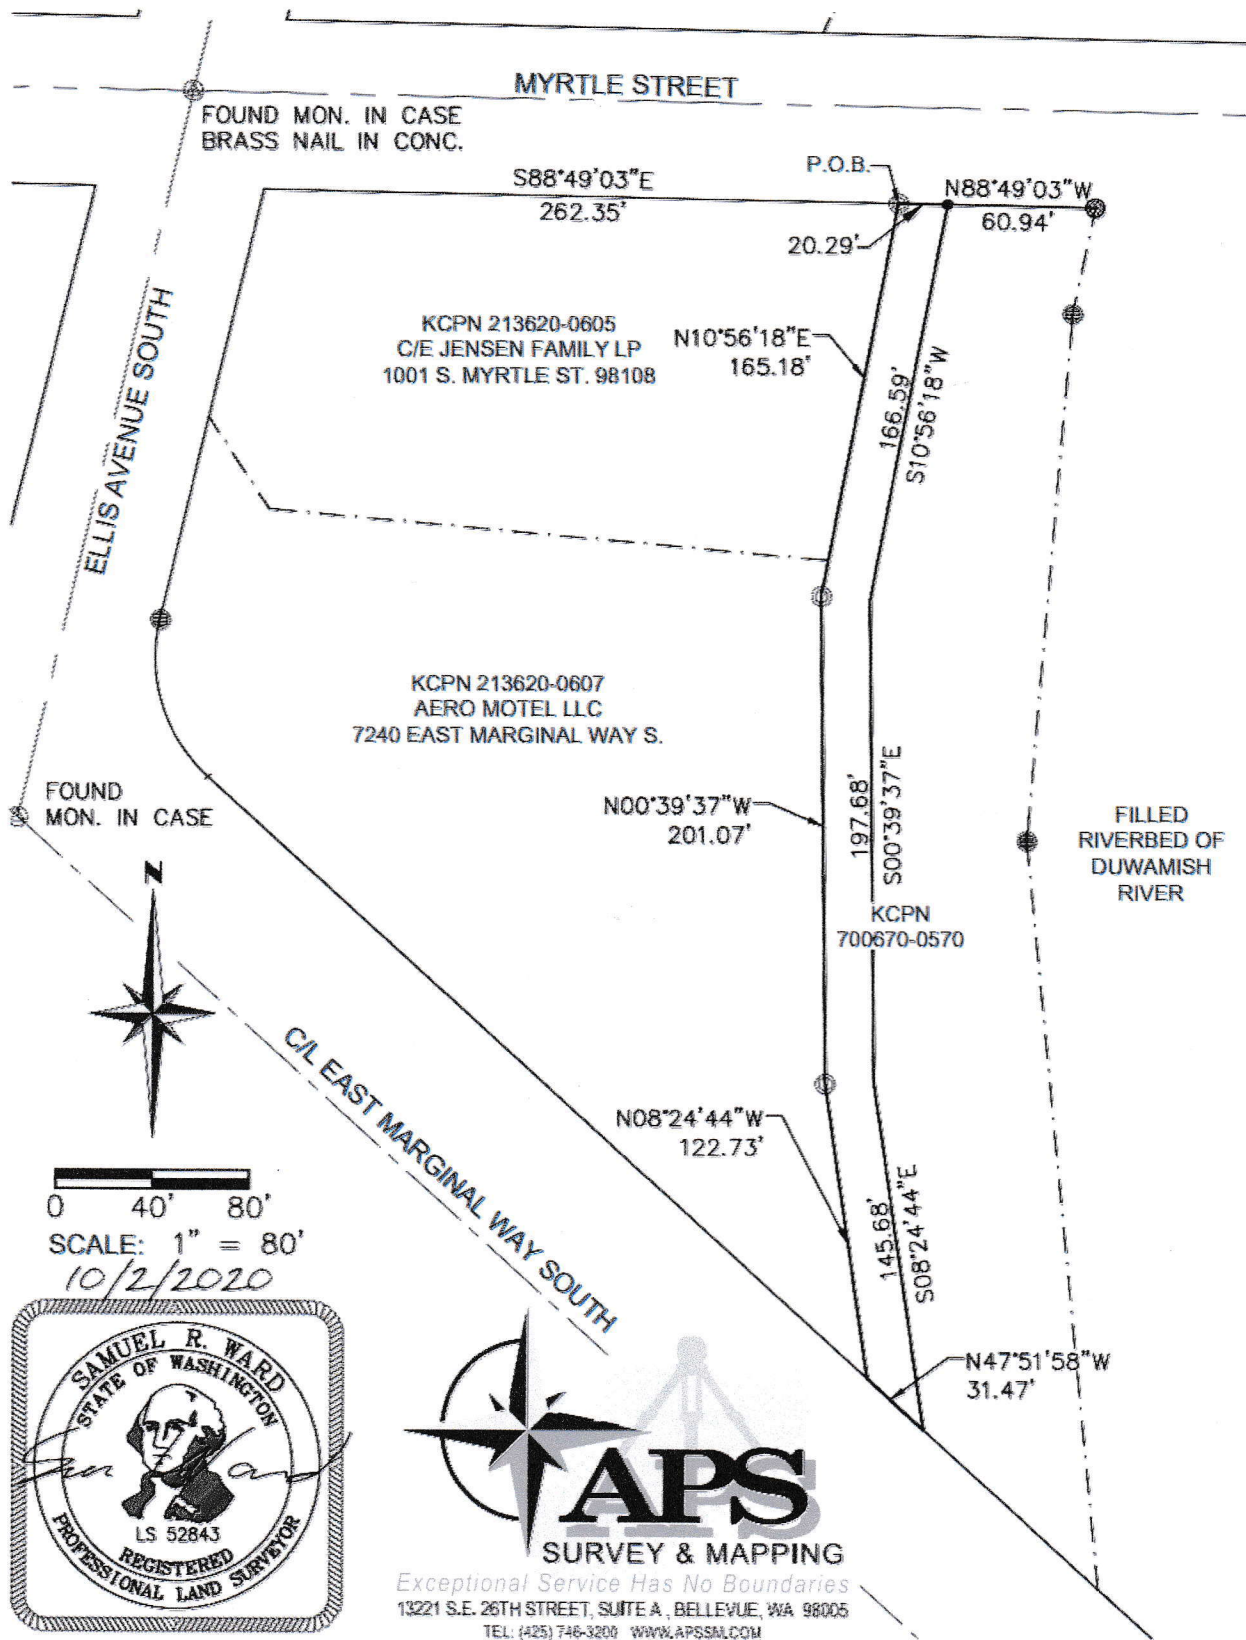 MYRTLE STREET
FOUND MON. IN CASE
BRASS NAIL IN CONC.
P.O.B.
S88°49'03"E
262.35'
N88°49'03"W
60.94'
20.29'
KCPN 213620-0605
C/E JENSEN FAMILY LP
1001 S. MYRTLE ST. 98108
N10°56'18"E
165.18'
166.59'
S10°56'18"W
ELLIS AVENUE SOUTH
KCPN 213620-0607
AERO MOTEL LLC
7240 EAST MARGINAL WAY S.
FOUND
MON. IN CASE
N00°39'37"W
201.07'
197.68'
S00°39'37"E
FILLED
RIVERBED OF
DUWAMISH
RIVER
KCPN
700670-0570
N
C/L EAST MARGINAL WAY SOUTH
N08°24'44"W
122.73'
145.68'
S08°24'44"E
0 40' 80'
SCALE: 1" = 80'
10/2/2020
N47°51'58"W
31.47'
SAMUEL R. WARD
STATE OF WASHINGTON
LS 52843
REGISTERED
PROFESSIONAL LAND SURVEYOR
APS
SURVEY & MAPPING
Exceptional Service Has No Boundaries
13221 S.E. 26TH STREET, SUITE A, BELLEVUE, WA 98005
TEL: (425) 746-3200 WWW.APSSM.COM